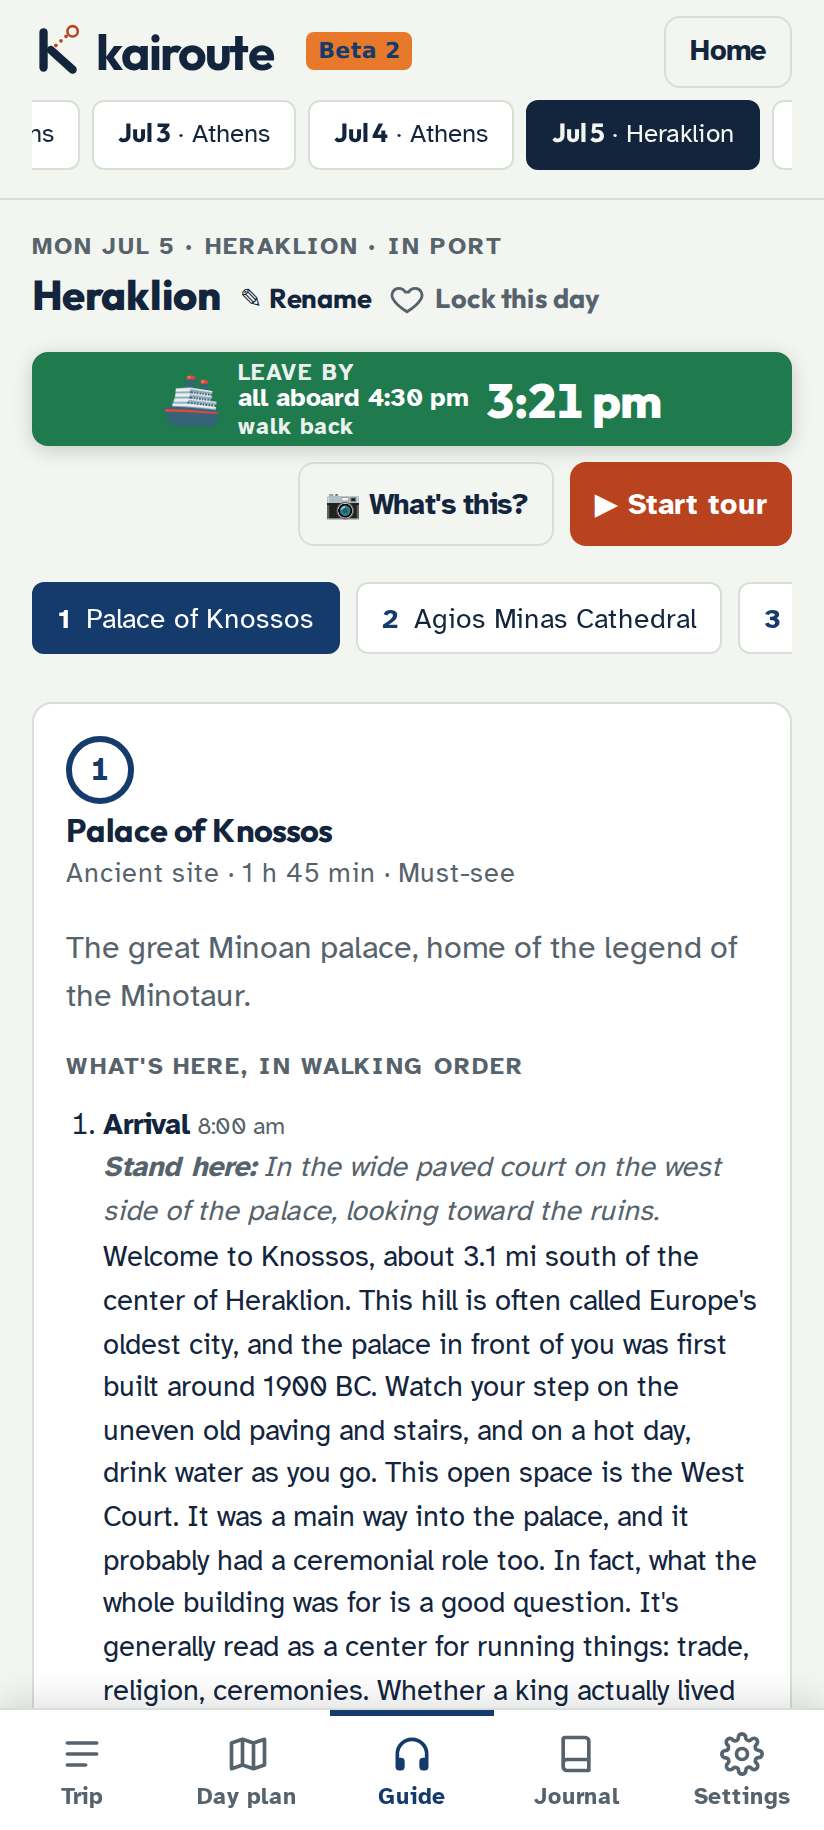 kairoute Beta 2 Home
ns Jul 3 · Athens Jul 4 · Athens Jul 5 · Heraklion
MON JUL 5 · HERAKLION · IN PORT
Heraklion ✎ Rename Lock this day
LEAVE BY
all aboard 4:30 pm 3:21 pm
walk back
What's this? ▶ Start tour
1 Palace of Knossos 2 Agios Minas Cathedral 3
1
Palace of Knossos
Ancient site · 1 h 45 min · Must-see
The great Minoan palace, home of the legend of
the Minotaur.
WHAT'S HERE, IN WALKING ORDER
1. Arrival 8:00 am
Stand here: In the wide paved court on the west
side of the palace, looking toward the ruins.
Welcome to Knossos, about 3.1 mi south of the
center of Heraklion. This hill is often called Europe's
oldest city, and the palace in front of you was first
built around 1900 BC. Watch your step on the
uneven old paving and stairs, and on a hot day,
drink water as you go. This open space is the West
Court. It was a main way into the palace, and it
probably had a ceremonial role too. In fact, what the
whole building was for is a good question. It's
generally read as a center for running things: trade,
religion, ceremonies. Whether a king actually lived
Trip Day plan Guide Journal Settings